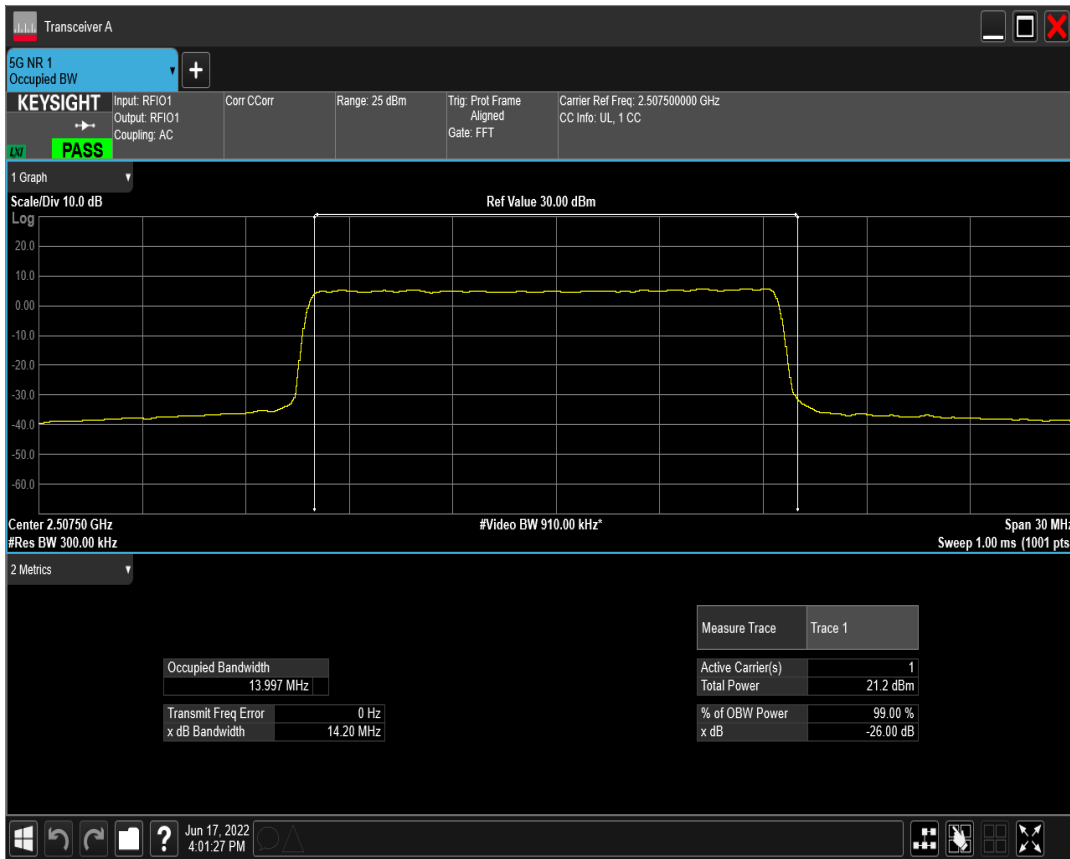 Transceiver A
5G NR 1
Occupied BW
KEYSIGHT
LXI
PASS
Input: RFIO1
Output: RFIO1
Coupling: AC
Corr CCorr
Range: 25 dBm
Trig: Prot Frame
Aligned
Gate: FFT
Carrier Ref Freq: 2.507500000 GHz
CC Info: UL, 1 CC
1 Graph
Scale/Div 10.0 dB
Ref Value 30.00 dBm
Log
20.0
10.0
0.00
-10.0
-20.0
-30.0
-40.0
-50.0
-60.0
Center 2.50750 GHz
#Video BW 910.00 kHz*
Span 30 MHz
#Res BW 300.00 kHz
Sweep 1.00 ms (1001 pts
2 Metrics
Measure Trace Trace 1
Occupied Bandwidth
13.997 MHz
Active Carrier(s) 1
Total Power 21.2 dBm
Transmit Freq Error 0 Hz
x dB Bandwidth 14.20 MHz
% of OBW Power 99.00 %
x dB -26.00 dB
?
Jun 17, 2022
4:01:27 PM